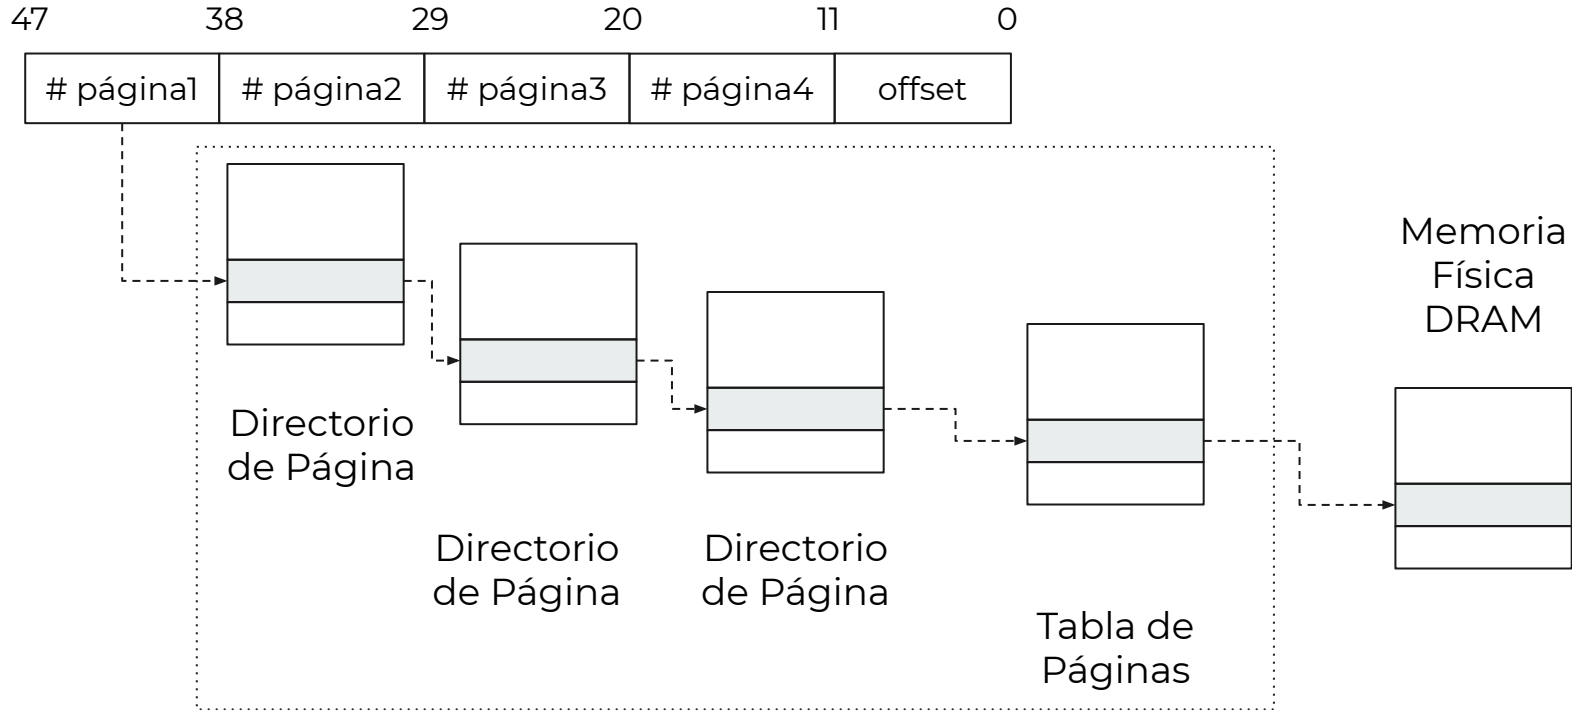 47 38 29 20 11 0
# página1 # página2 # página3 # página4 offset
Memoria
Física
DRAM
Directorio
de Página
Directorio
de Página
Directorio
de Página
Tabla de
Páginas